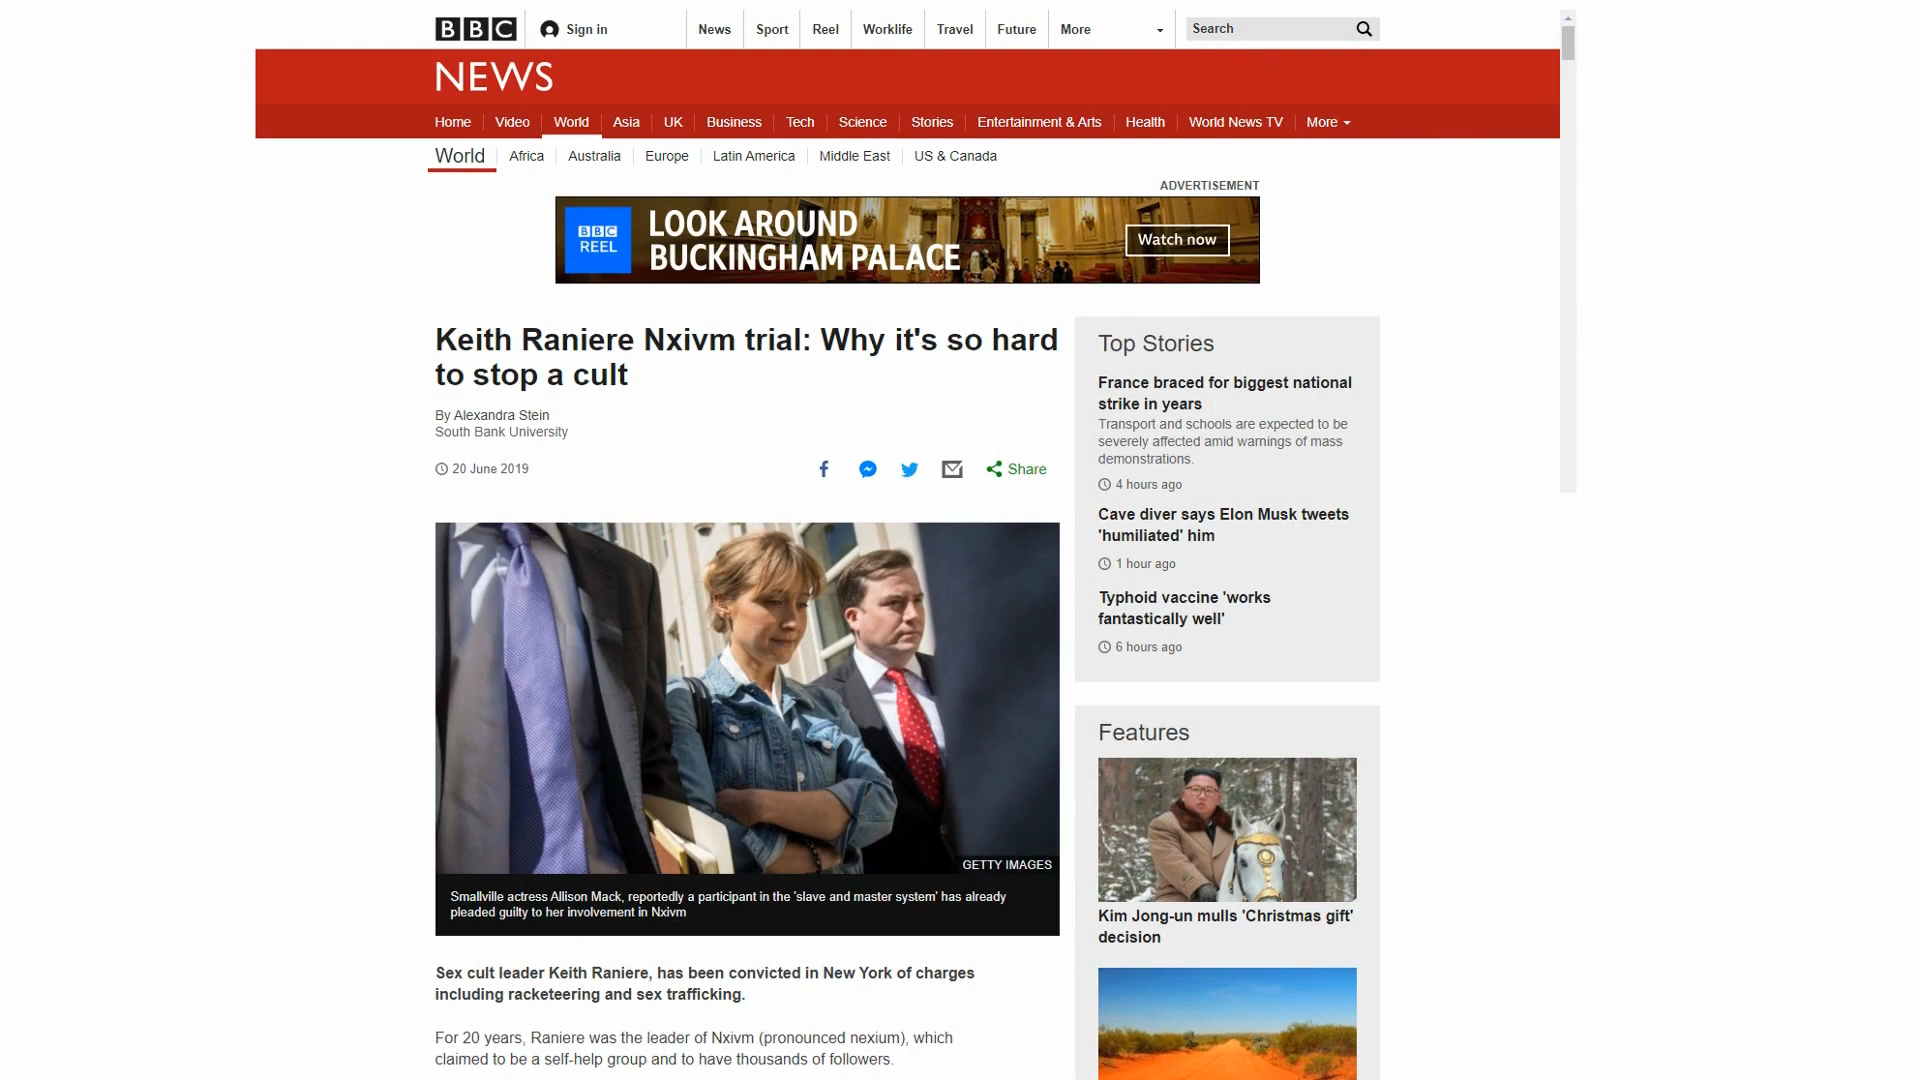 BBC
Sign in
News
Sport
Reel
Worklife
Travel
Future
More
Search
NEWS
Home
Video
World
Asia
UK
Business
Tech
Science
Stories
Entertainment & Arts
Health
World News TV
More
World
Africa
Australia
Europe
Latin America
Middle East
US & Canada
ADVERTISEMENT
BBC
REEL
LOOK AROUND
BUCKINGHAM PALACE
Watch now
Keith Raniere Nxivm trial: Why it's so hard
to stop a cult
By Alexandra Stein
South Bank University
20 June 2019
Share
GETTY IMAGES
Smallville actress Allison Mack, reportedly a participant in the 'slave and master system' has already
pleaded guilty to her involvement in Nxivm
Sex cult leader Keith Raniere, has been convicted in New York of charges
including racketeering and sex trafficking.
For 20 years, Raniere was the leader of Nxivm (pronounced nexium), which
claimed to be a self-help group and to have thousands of followers.
Top Stories
France braced for biggest national
strike in years
Transport and schools are expected to be
severely affected amid warnings of mass
demonstrations.
4 hours ago
Cave diver says Elon Musk tweets
'humiliated' him
1 hour ago
Typhoid vaccine 'works
fantastically well'
6 hours ago
Features
Kim Jong-un mulls 'Christmas gift'
decision